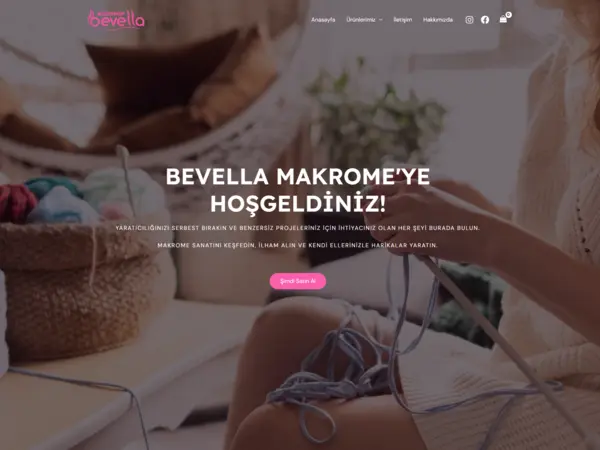 bevella
Anasayfa Ürünlerimiz İletişim Hakkımızda
BEVELLA MAKROME'YE
HOŞGELDİNİZ!
YARATICILIĞINIZI SERBEST BIRAKIN VE BENZERSİZ PROJELERİNİZ İÇİN İHTİYACINIZ OLAN HER ŞEYİ BURADA BULUN.
MAKROME SANATINI KEŞFEDİN, İLHAM ALIN VE KENDİ ELLERİNİZLE HARİKALAR YARATIN.
Şimdi Satın Al